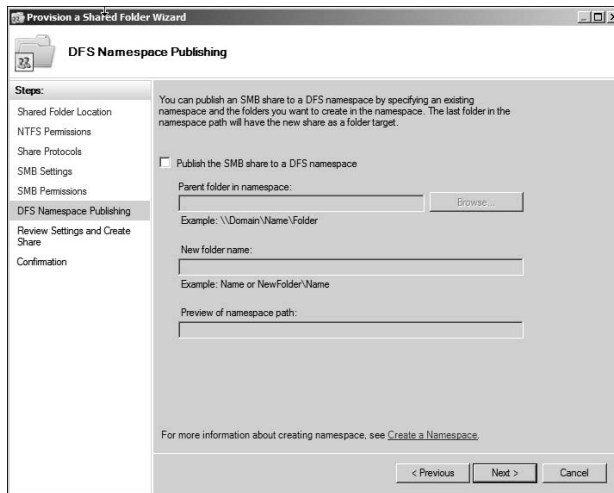 Provision a Shared Folder Wizard
DFS Namespace Publishing
Steps:
Shared Folder Location
NTFS Permissions
Share Protocols
SMB Settings
SMB Permissions
DFS Namespace Publishing
Review Settings and Create
Share
Confirmation
You can publish an SMB share to a DFS namespace by specifying an existing
namespace and the folders you want to create in the namespace. The last folder in the
namespace path will have the new share as a folder target.
Publish the SMB share to a DFS namespace
Parent folder in namespace:
Browse...
Example: \\Domain\Name\Folder
New folder name:
Example: Name or NewFolder\Name
Preview of namespace path:
For more information about creating namespace, see Create a Namespace.
< Previous
Next >
Cancel